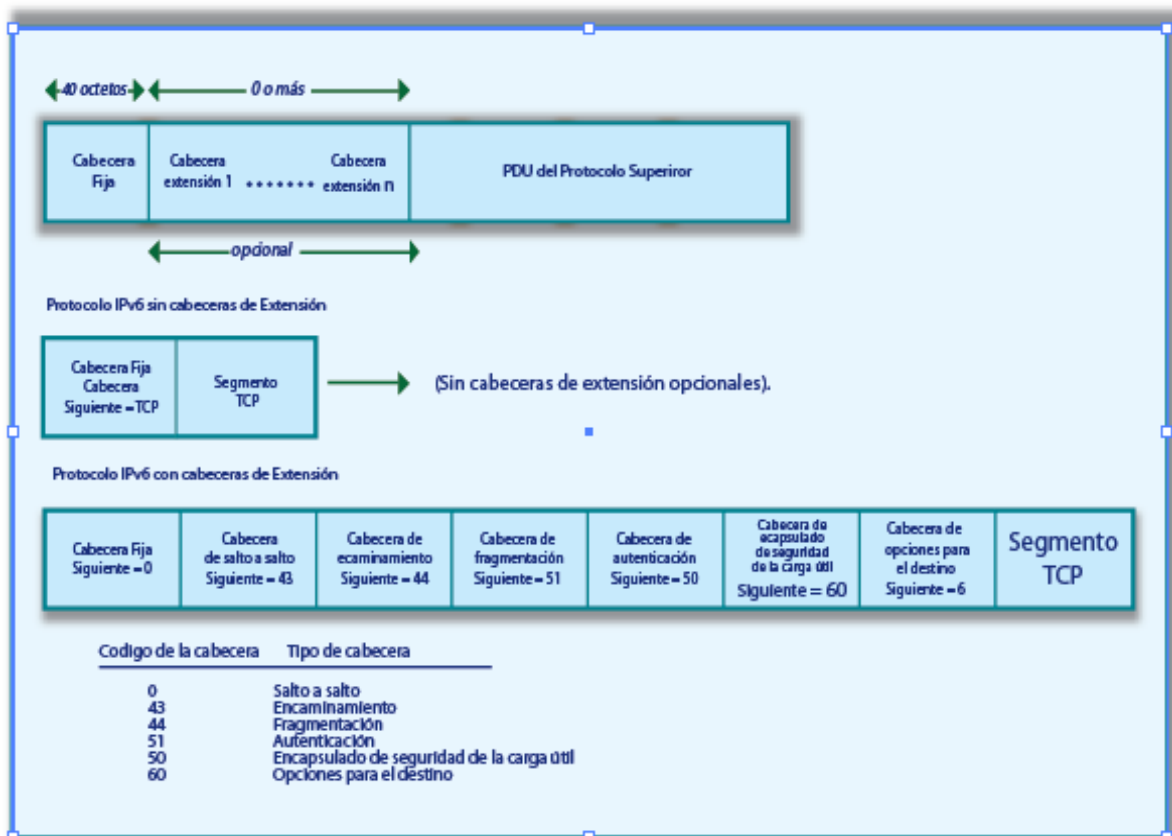 40 octetos
0 o más
Cabecera
Fija
Cabecera
extensión 1
.......
Cabecera
extensión n
PDU del Protocolo Superiror
opcional
Protocolo IPv6 sin cabeceras de Extensión
Cabecera Fija
Cabecera
Siguiente = TCP
Segmento
TCP
(Sin cabeceras de extensión opcionales).
Protocolo IPv6 con cabeceras de Extensión
Cabecera Fija
Siguiente = 0
Cabecera
de salto a salto
Siguiente = 43
Cabecera de
ecaminamiento
Siguiente = 44
Cabecera de
fragmentación
Siguiente = 51
Cabecera de
autenticación
Siguiente = 50
Cabecera de
ecapsulado
de seguridad
de la carga útil
Siguiente = 60
Cabecera de
opciones para
el destino
Siguiente = 6
Segmento
TCP
Codigo de la cabecera Tipo de cabecera
0 Salto a salto
43 Encaminamiento
44 Fragmentación
51 Autenticación
50 Encapsulado de seguridad de la carga útil
60 Opciones para el destino